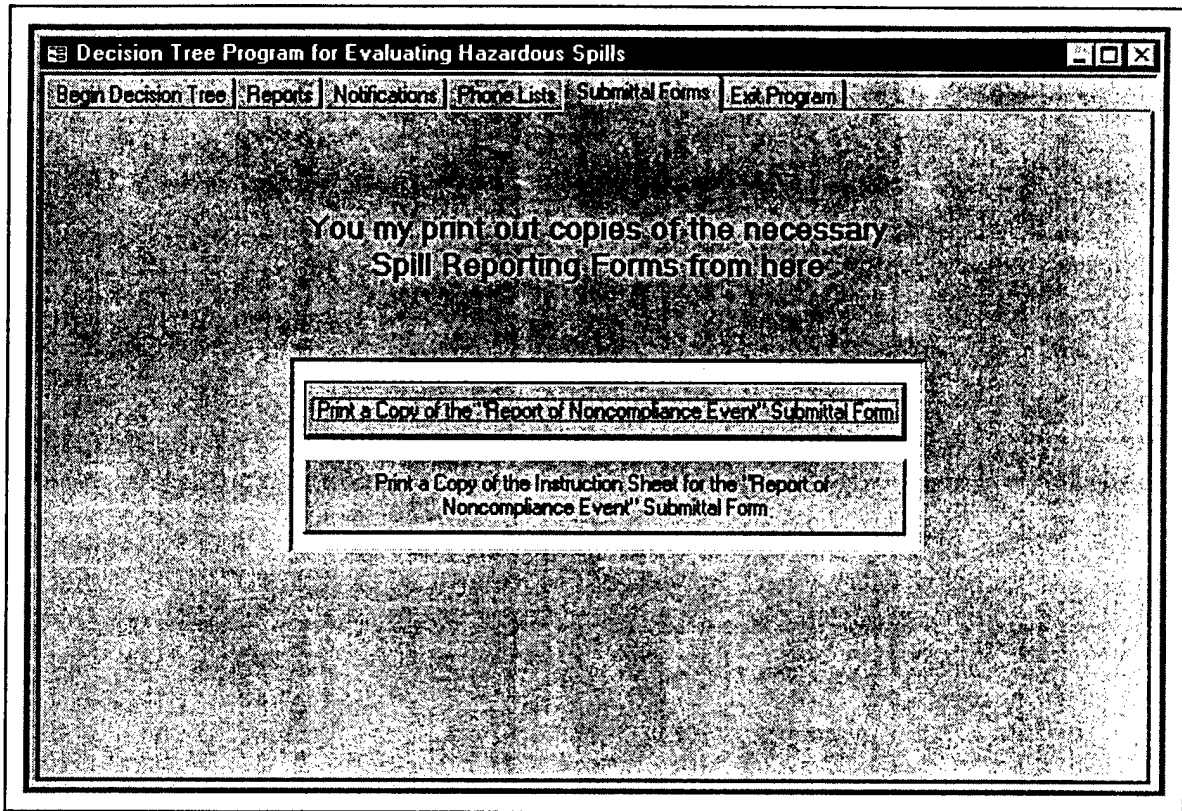 Decision Tree Program for Evaluating Hazardous Spills
Begin Decision Tree Reports Notifications Phone Lists Submittal Forms Exit Program
You my print out copies of the necessary
Spill Reporting Forms from here
Print a Copy of the "Report of Noncompliance Event" Submittal Form
Print a Copy of the Instruction Sheet for the "Report of
Noncompliance Event" Submittal Form